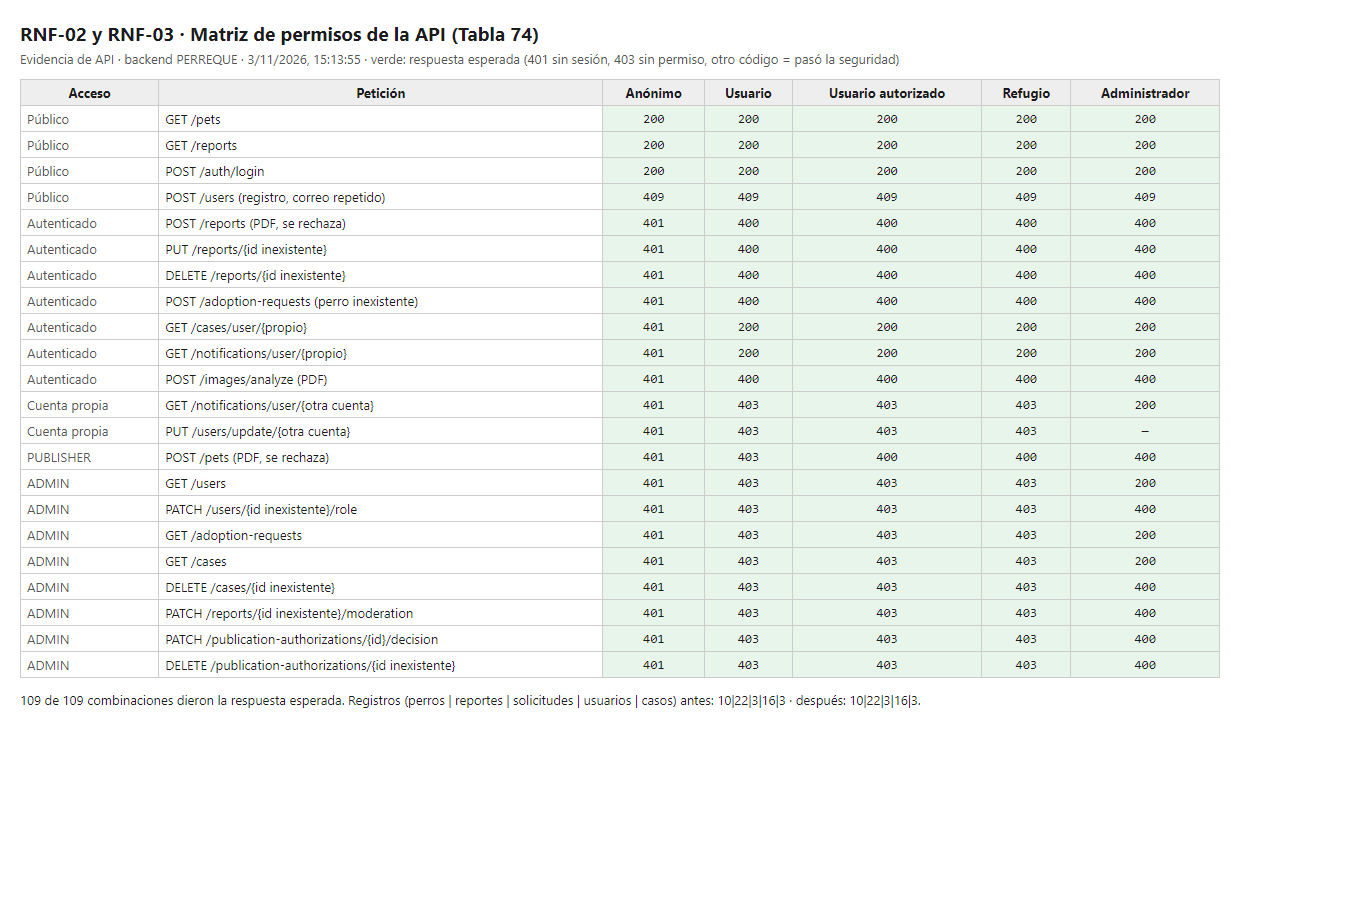 RNF-02 y RNF-03 · Matriz de permisos de la API (Tabla 74)
Evidencia de API · backend PERREQUE · 3/11/2026, 15:13:55 · verde: respuesta esperada (401 sin sesión, 403 sin permiso, otro código = pasó la seguridad)
Acceso Petición Anónimo Usuario Usuario autorizado Refugio Administrador
Público GET /pets 200 200 200 200 200
Público GET /reports 200 200 200 200 200
Público POST /auth/login 200 200 200 200 200
Público POST /users (registro, correo repetido) 409 409 409 409 409
Autenticado POST /reports (PDF, se rechaza) 401 400 400 400 400
Autenticado PUT /reports/{id inexistente} 401 400 400 400 400
Autenticado DELETE /reports/{id inexistente} 401 400 400 400 400
Autenticado POST /adoption-requests (perro inexistente) 401 400 400 400 400
Autenticado GET /cases/user/{propio} 401 200 200 200 200
Autenticado GET /notifications/user/{propio} 401 200 200 200 200
Autenticado POST /images/analyze (PDF) 401 400 400 400 400
Cuenta propia GET /notifications/user/{otra cuenta} 401 403 403 403 200
Cuenta propia PUT /users/update/{otra cuenta} 401 403 403 403 —
PUBLISHER POST /pets (PDF, se rechaza) 401 403 400 400 400
ADMIN GET /users 401 403 403 403 200
ADMIN PATCH /users/{id inexistente}/role 401 403 403 403 400
ADMIN GET /adoption-requests 401 403 403 403 200
ADMIN GET /cases 401 403 403 403 200
ADMIN DELETE /cases/{id inexistente} 401 403 403 403 400
ADMIN PATCH /reports/{id inexistente}/moderation 401 403 403 403 400
ADMIN PATCH /publication-authorizations/{id}/decision 401 403 403 403 400
ADMIN DELETE /publication-authorizations/{id inexistente} 401 403 403 403 400
109 de 109 combinaciones dieron la respuesta esperada. Registros (perros | reportes | solicitudes | usuarios | casos) antes: 10|22|3|16|3 · después: 10|22|3|16|3.